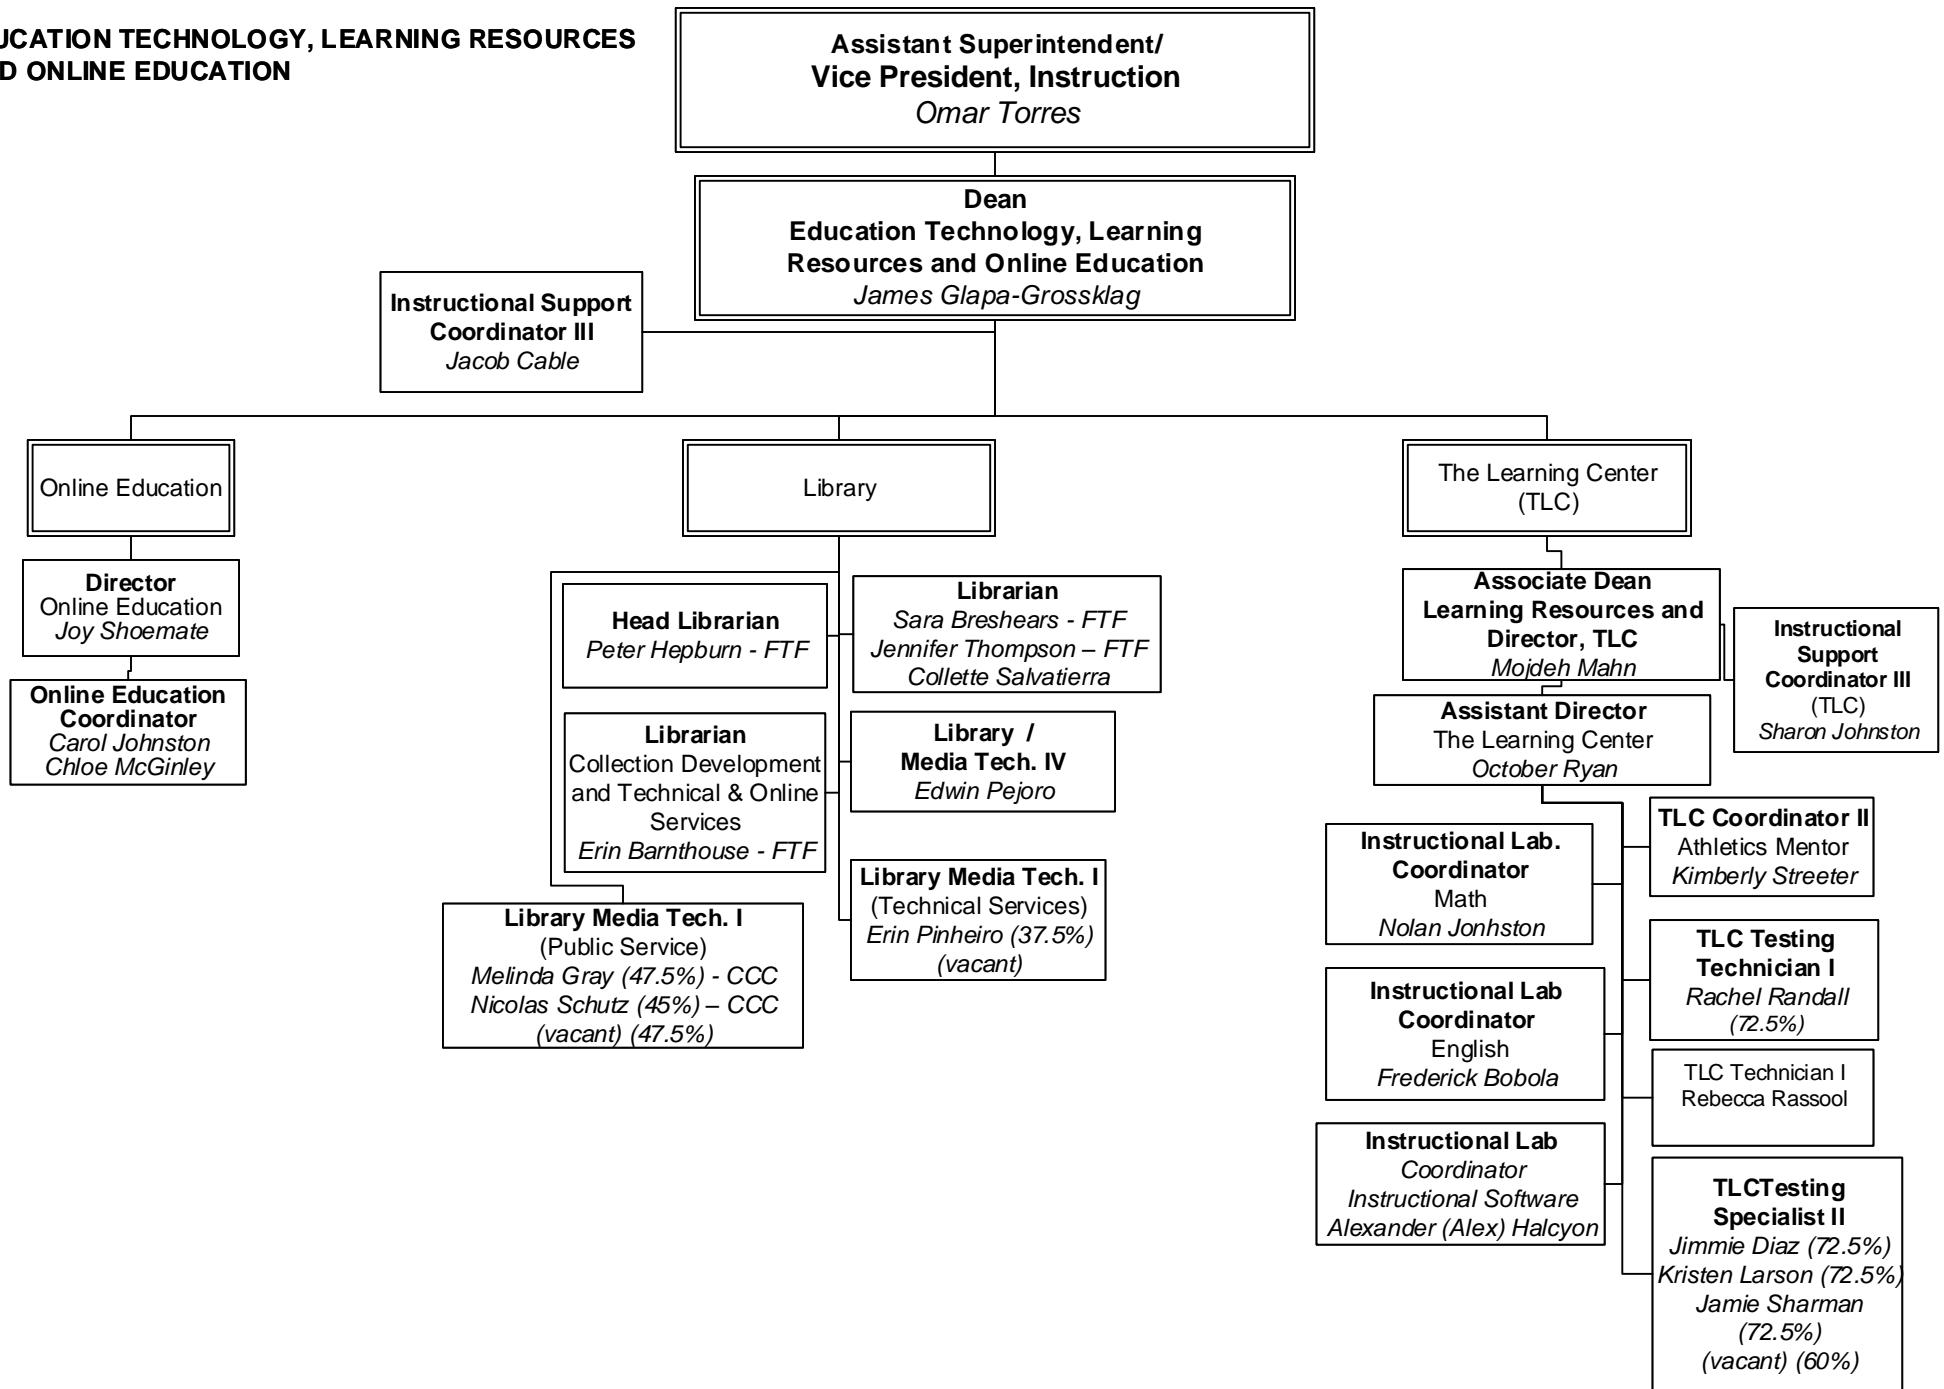 UCATION TECHNOLOGY, LEARNING RESOURCES
D ONLINE EDUCATION
Assistant Superintendent/
Vice President, Instruction
Omar Torres
Dean
Education Technology, Learning
Resources and Online Education
James Glapa-Grossklag
Instructional Support
Coordinator III
Jacob Cable
Online Education
Director
Online Education
Joy Shoemate
Online Education
Coordinator
Carol Johnston
Chloe McGinley
Library
Head Librarian
Peter Hepburn - FTF
Librarian
Sara Breshears - FTF
Jennifer Thompson – FTF
Collette Salvatierra
Librarian
Collection Development
and Technical & Online
Services
Erin Barnthouse - FTF
Library /
Media Tech. IV
Edwin Pejoro
Library Media Tech. I
(Technical Services)
Erin Pinheiro (37.5%)
(vacant)
Library Media Tech. I
(Public Service)
Melinda Gray (47.5%) - CCC
Nicolas Schutz (45%) – CCC
(vacant) (47.5%)
The Learning Center
(TLC)
Associate Dean
Learning Resources and
Director, TLC
Mojdeh Mahn
Instructional
Support
Coordinator III
(TLC)
Sharon Johnston
Assistant Director
The Learning Center
October Ryan
Instructional Lab.
Coordinator
Math
Nolan Jonhston
TLC Coordinator II
Athletics Mentor
Kimberly Streeter
TLC Testing
Technician I
Rachel Randall
(72.5%)
Instructional Lab
Coordinator
English
Frederick Bobola
TLC Technician I
Rebecca Rassool
Instructional Lab
Coordinator
Instructional Software
Alexander (Alex) Halcyon
TLCTesting
Specialist II
Jimmie Diaz (72.5%)
Kristen Larson (72.5%)
Jamie Sharman
(72.5%)
(vacant) (60%)